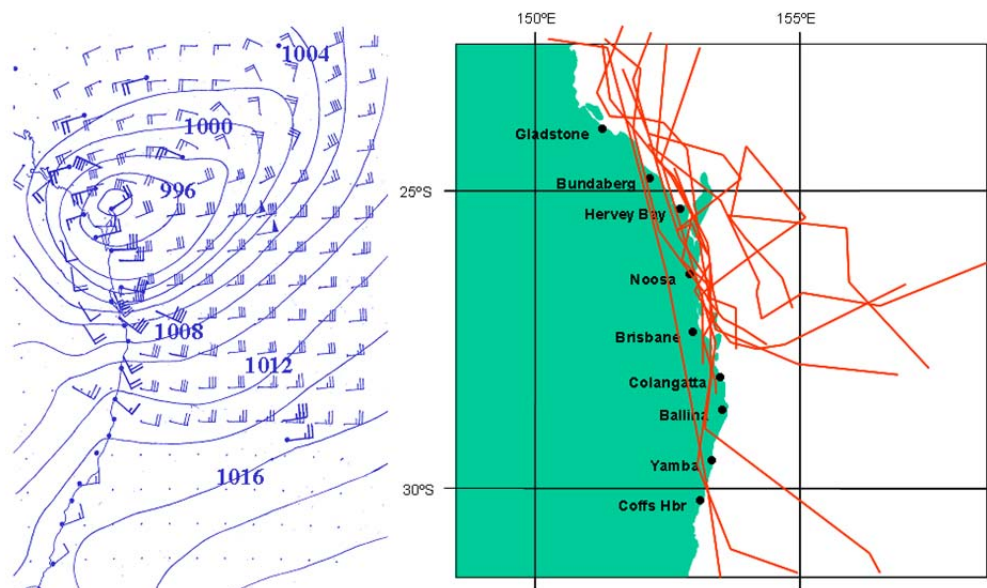 1004
1000
996
1008
1012
1016
150ºE
155ºE
25ºS
30ºS
Gladstone
Bundaberg
Hervey Bay
Noosa
Brisbane
Colangatta
Ballina
Yamba
Coffs Hbr